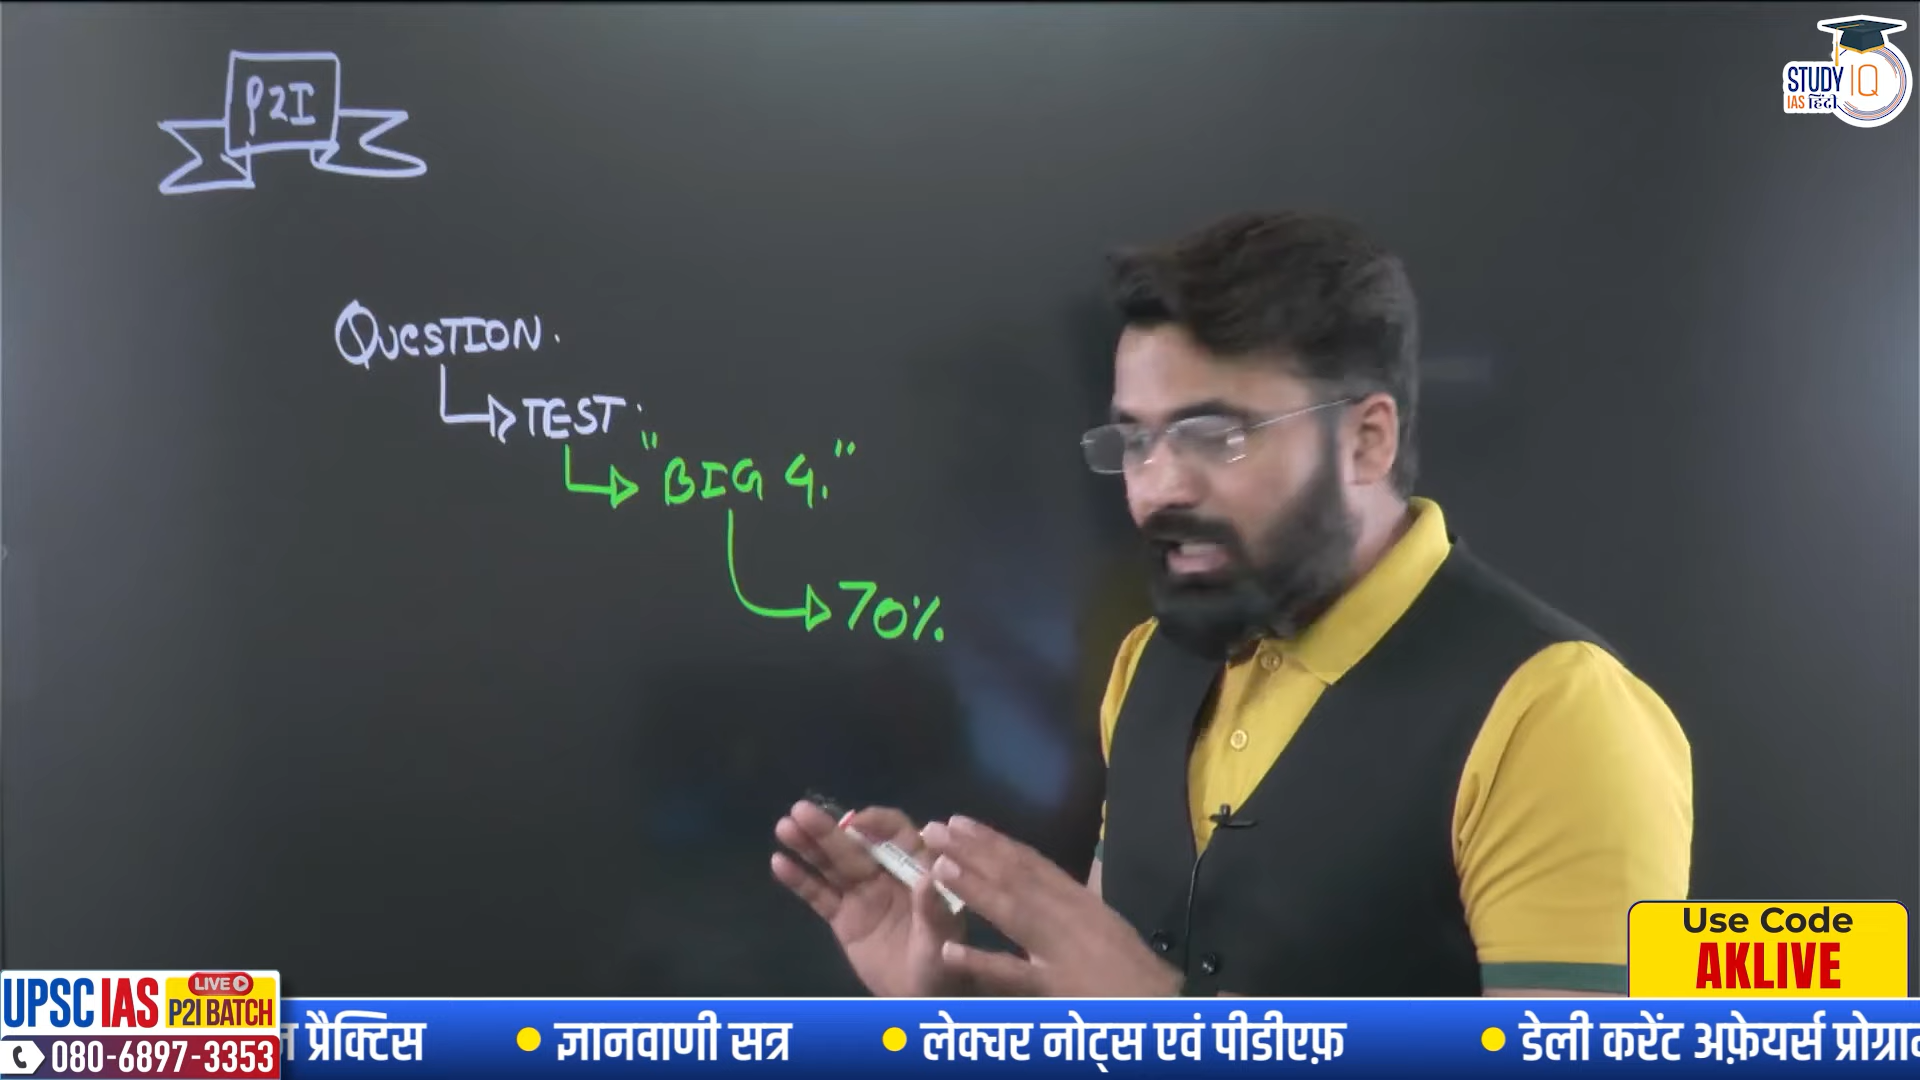 P2I
STUDY IQ
IAS हिंदी
QUESTION.
TEST.
"BIG 4."
70%.
Use Code
AKLIVE
UPSC IAS
LIVE
P2I BATCH
080-6897-3353
प्रैक्टिस
ज्ञानवाणी सत्र
लेक्चर नोट्स एवं पीडीएफ़
डेली करेंट अफ़ेयर्स